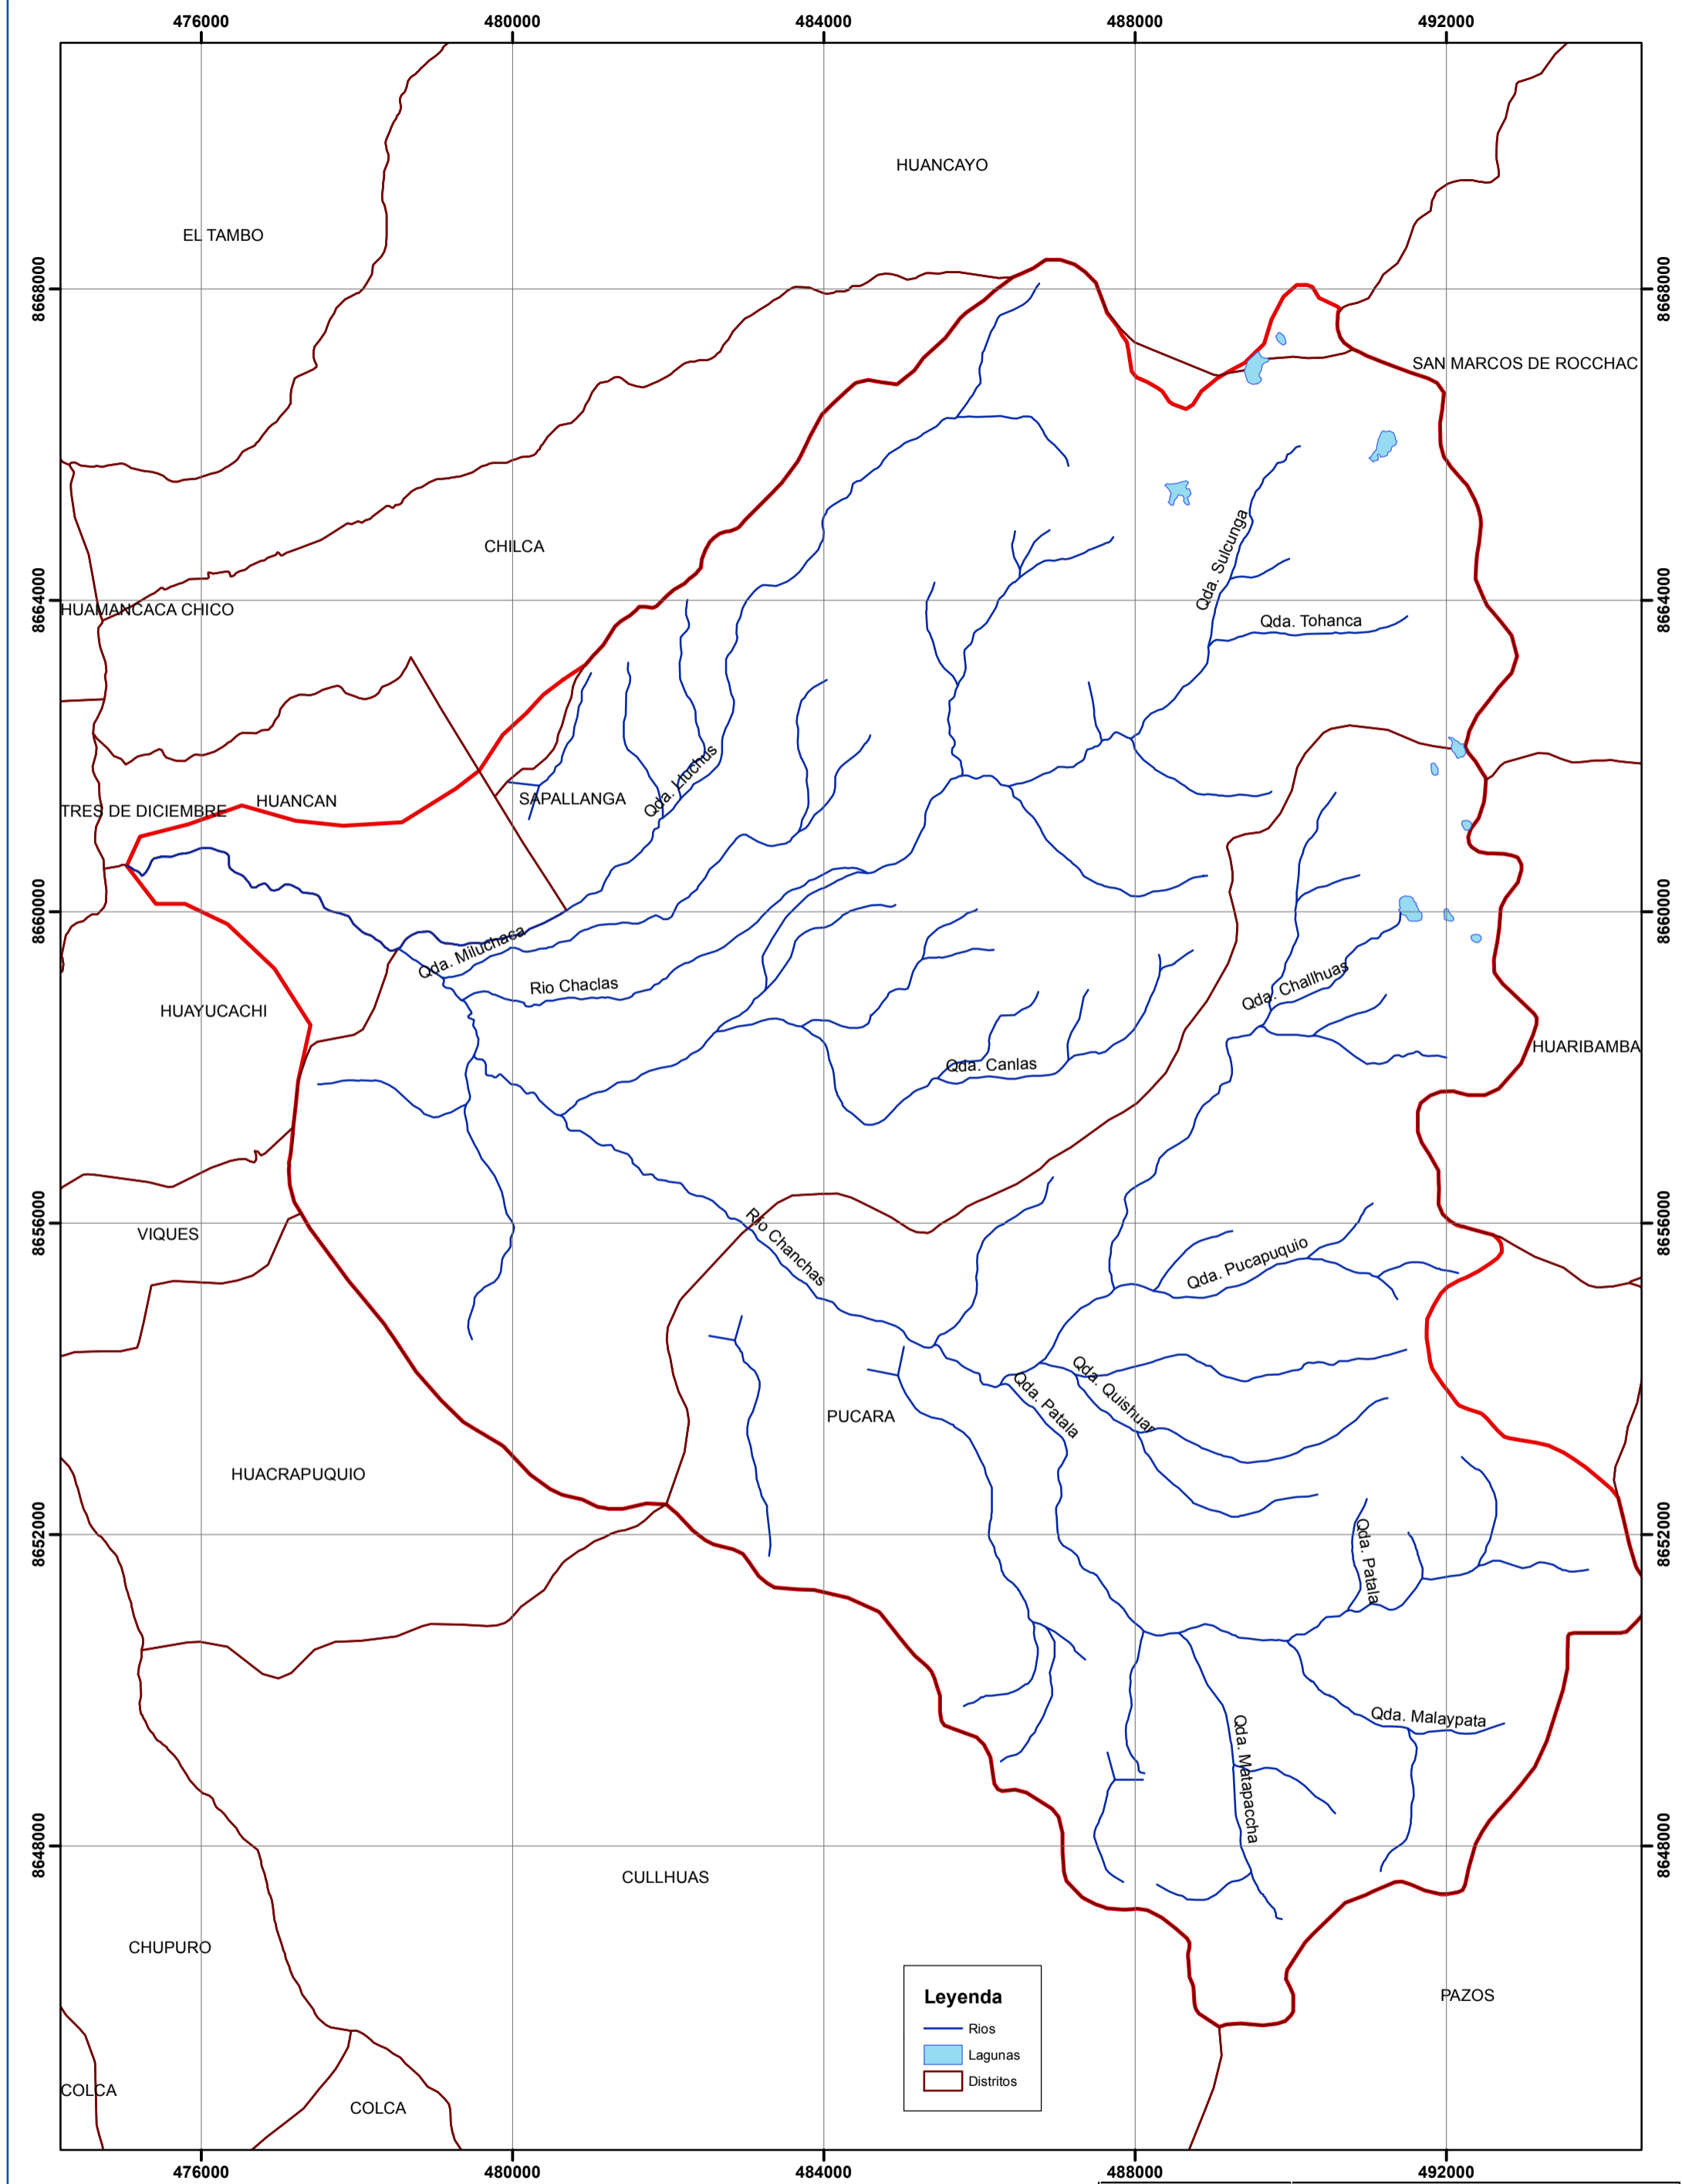 476000 480000 484000 488000 492000
HUANCAYO
EL TAMBO
8668000 8668000
SAN MARCOS DE ROCCHAC
CHILCA
Qda. Sulcunga
8664000 8664000
HUAMANCACA CHICO
Qda. Tohanca
Qda. Lluchus
TRES DE DICIEMBRE
HUANCAN
SAPALLANGA
8660000 8660000
Qda. Miluchaca
Rio Chaclas
Qda. Challhuas
HUAYUCACHI
HUARIBAMBA
Qda. Canlas
8656000 8656000
VIQUES
Rio Chanchas
Qda. Pucapuquio
Qda. Quishuar
Qda. Patala
PUCARA
HUACRAPUQUIO
8652000 8652000
Qda. Patala
Qda. Malaypata
Qda. Matapaccha
8648000 8648000
CULLHUAS
CHUPURO
PAZOS
Leyenda
Rios
Lagunas
Distritos
COLCA
COLCA
476000 480000 484000 488000 492000